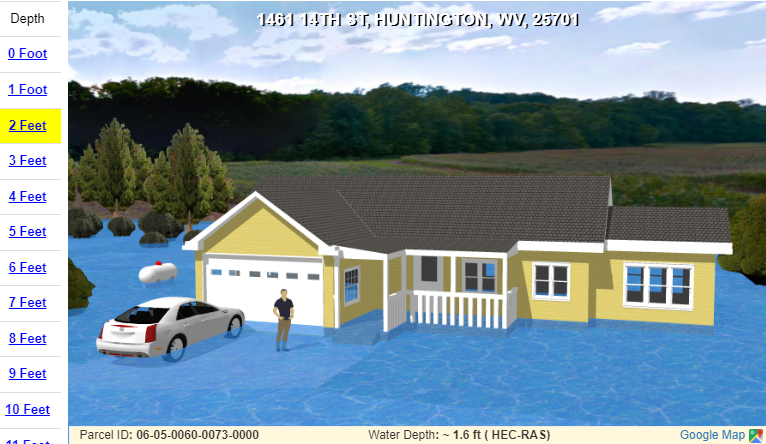 Depth
1461 14TH ST, HUNTINGTON, WV, 25701
0 Foot
1 Foot
2 Feet
3 Feet
4 Feet
5 Feet
6 Feet
7 Feet
8 Feet
9 Feet
10 Feet
11 Feet
Parcel ID: 06-05-0060-0073-0000
Water Depth: ~ 1.6 ft ( HEC-RAS)
Google Map